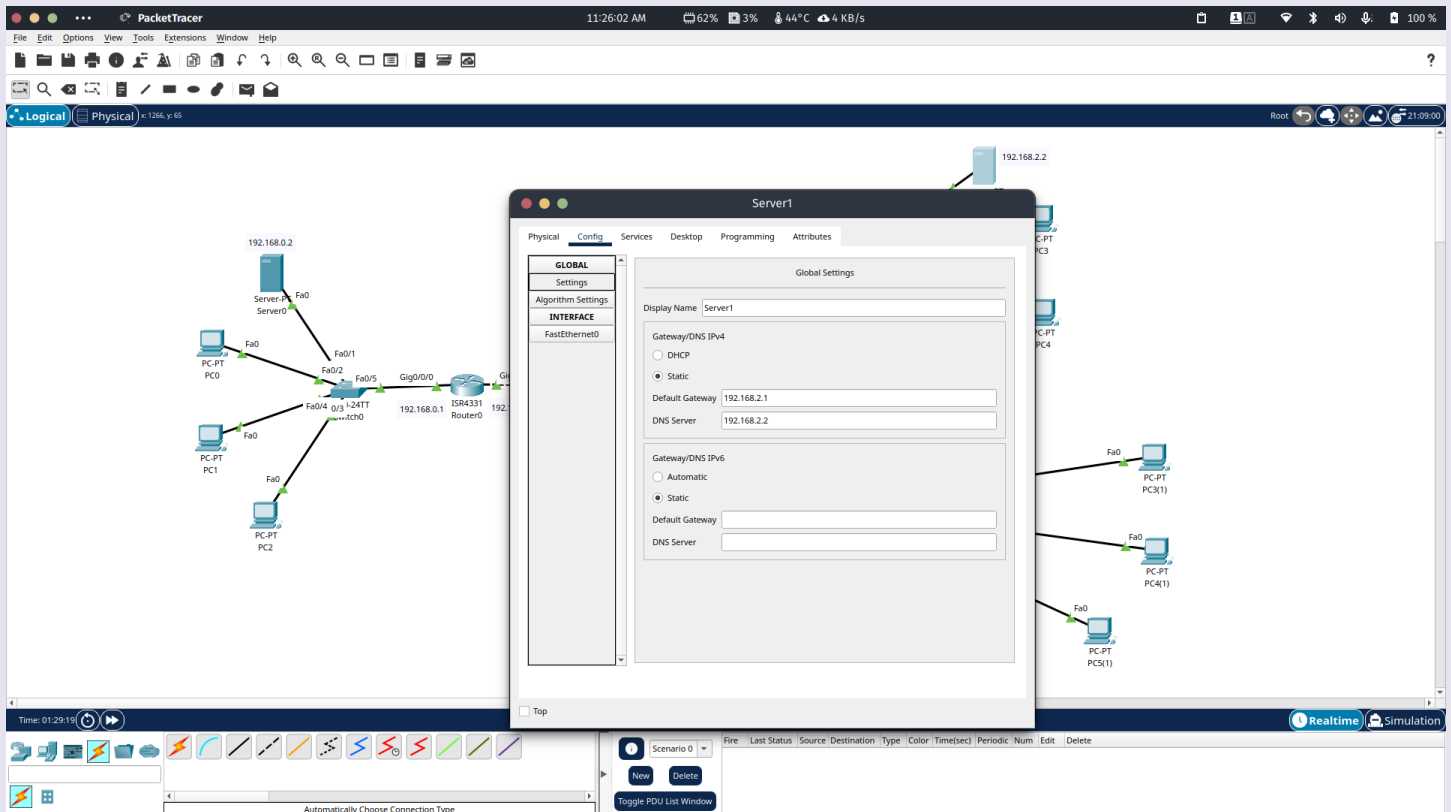 PacketTracer 11:26:02 AM 62% 3% 44°C 4 KB/s 1 A 100 %
File Edit Options View Tools Extensions Window Help
?
Logical Physical x: 1266, y: 65 Root 21:09:00
192.168.2.2
192.168.0.2
Server-PT
Server0
Fa0
Fa0
PC-PT
PC0
Fa0/1
Fa0/2
Fa0/5
Gig0/0/0
Fa0/4
0/3
-24TT
192.168.0.1
ISR4331
Router0
192.
Fa0
PC-PT
PC1
Fa0
PC-PT
PC2
Server1
Physical Config Services Desktop Programming Attributes
GLOBAL
Settings
Algorithm Settings
INTERFACE
FastEthernet0
Global Settings
Display Name Server1
Gateway/DNS IPv4
DHCP
Static
Default Gateway 192.168.2.1
DNS Server 192.168.2.2
Gateway/DNS IPv6
Automatic
Static
Default Gateway
DNS Server
Top
C-PT
PC3
PC-PT
PC4
Fa0
PC-PT
PC3(1)
Fa0
PC-PT
PC4(1)
Fa0
PC-PT
PC5(1)
Time: 01:29:19 Realtime Simulation
Scenario 0
New Delete
Toggle PDU List Window
Fire Last Status Source Destination Type Color Time(sec) Periodic Num Edit Delete
Automatically Choose Connection Type